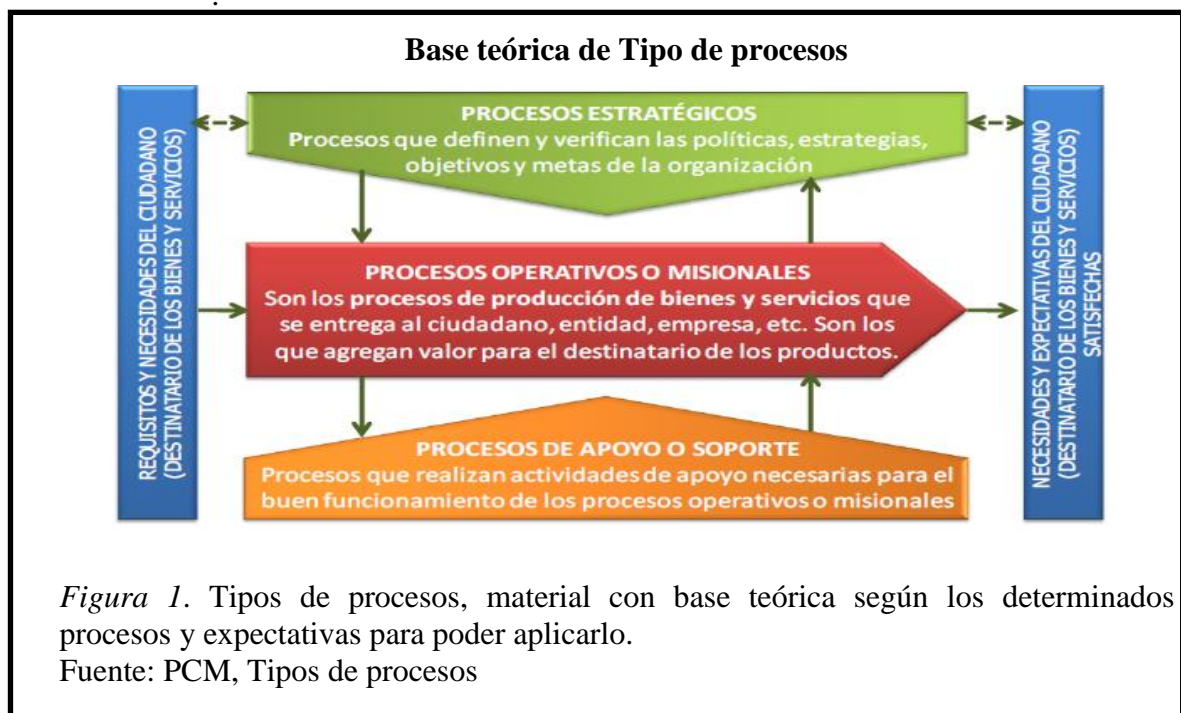 Base teórica de Tipo de procesos
REQUISITOS Y NECESIDADES DEL CIUDADANO
(DESTINATARIO DE LOS BIENES Y SERVICIOS)
PROCESOS ESTRATÉGICOS
Procesos que definen y verifican las políticas, estrategias,
objetivos y metas de la organización
PROCESOS OPERATIVOS O MISIONALES
Son los procesos de producción de bienes y servicios que
se entrega al ciudadano, entidad, empresa, etc. Son los
que agregan valor para el destinatario de los productos.
PROCESOS DE APOYO O SOPORTE
Procesos que realizan actividades de apoyo necesarias para el
buen funcionamiento de los procesos operativos o misionales
NECESIDADES Y EXPECTATIVAS DEL CIUDADANO
(DESTINATARIO DE LOS BIENES Y SERVICIOS)
SATISFECHAS
Figura 1. Tipos de procesos, material con base teórica según los determinados
procesos y expectativas para poder aplicarlo.
Fuente: PCM, Tipos de procesos